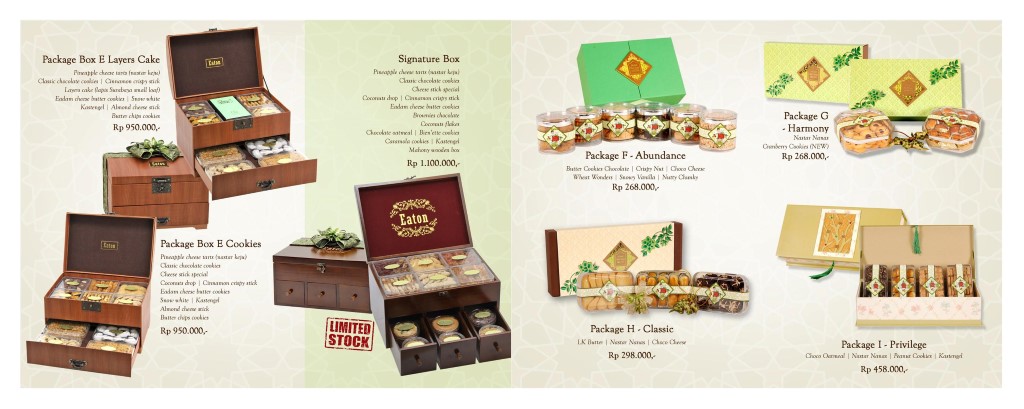 Package Box E Layers Cake
Pineapple cheese tarts (nastar keju)
Classic chocolate cookies | Cinnamon crispy stick
Layers cake (lapis Surabaya small loaf)
Eadam cheese butter cookies | Snow white
Kastengel | Almond cheese stick
Butter chips cookies
Rp 950.000,-
Eaton
Eaton
Package Box E Cookies
Pineapple cheese tarts (nastar keju)
Classic chocolate cookies
Cheese stick special
Coconuts drop | Cinnamon crispy stick
Eadam cheese butter cookies
Snow white | Kastengel
Almond cheese stick
Butter chips cookies
Rp 950.000,-
Eaton
Signature Box
Pineapple cheese tarts (nastar keju)
Classic chocolate cookies
Cheese stick special
Coconuts drop | Cinnamon crispy stick
Eadam cheese butter cookies
Brownies chocolate
Coconuts flakes
Chocolate oatmeal | Bien'ette cookies
Caramola cookies | Kastengel
Mahony wooden box
Rp 1.100.000,-
Eaton
LIMITED
STOCK
Package F - Abundance
Butter Cookies Chocolate | Crispy Nut | Choco Cheese
Wheat Wonders | Snowy Vanilla | Nutty Chunky
Rp 268.000,-
Package G
- Harmony
Nastar Nanas
Cranberry Cookies (NEW)
Rp 268.000,-
Package H - Classic
LK Butter | Nastar Nanas | Choco Cheese
Rp 298.000,-
Package I - Privilege
Choco Oatmeal | Nastar Nanas | Peanut Cookies | Kastengel
Rp 458.000,-